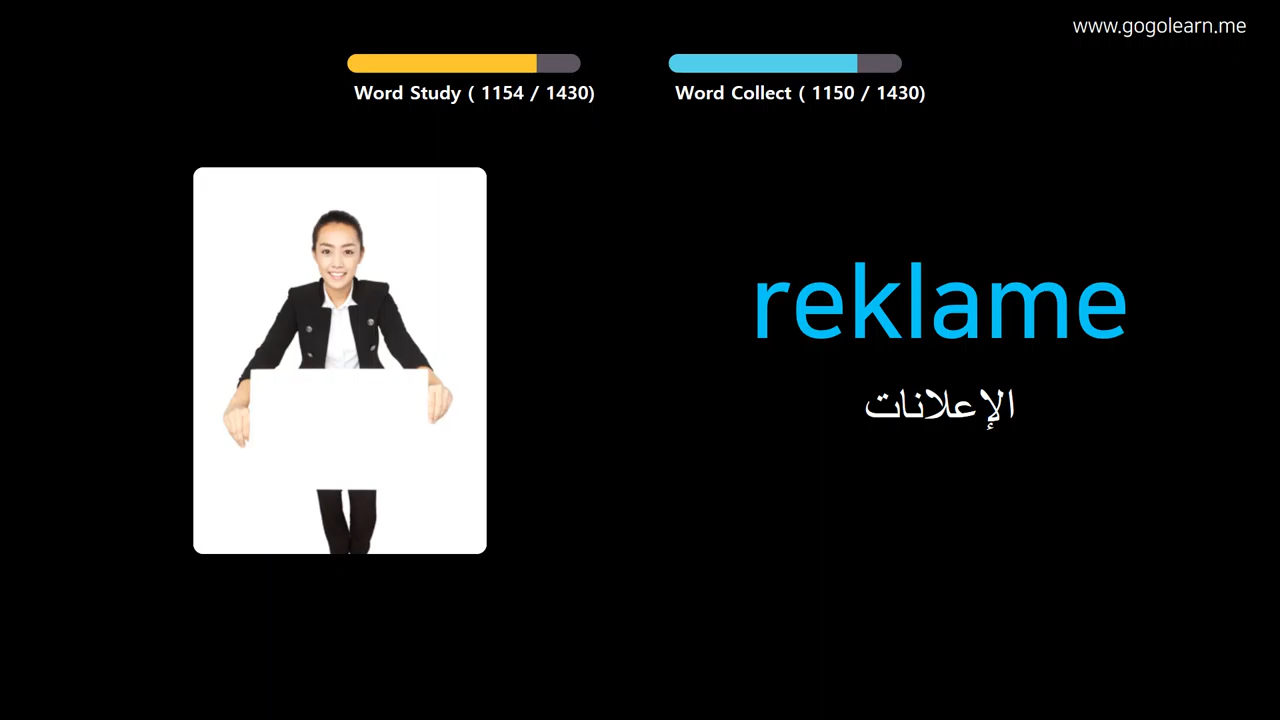 www.gogolearn.me
Word Study ( 1154 / 1430)
Word Collect ( 1150 / 1430)
reklame
الإعلانات